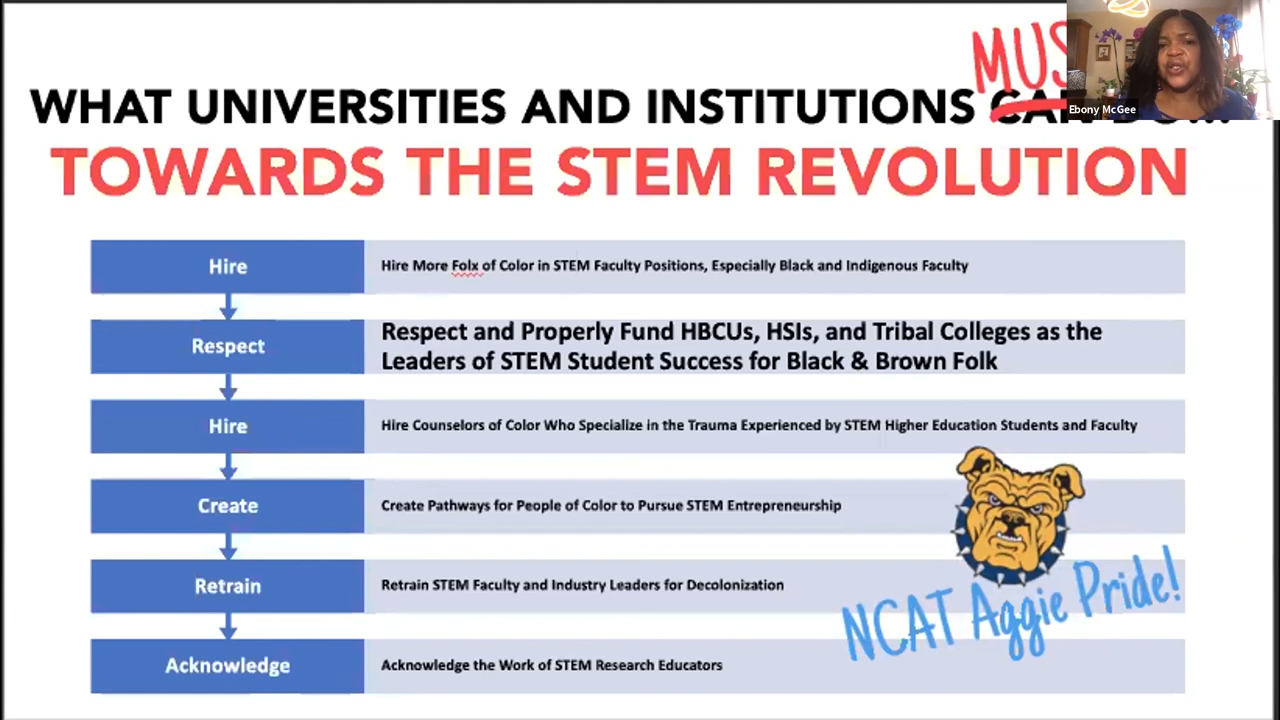 MUS
WHAT UNIVERSITIES AND INSTITUTIONS CAN DO...
Ebony McGee
TOWARDS THE STEM REVOLUTION
Hire
Hire More Folx of Color in STEM Faculty Positions, Especially Black and Indigenous Faculty
Respect
Respect and Properly Fund HBCUs, HSIs, and Tribal Colleges as the
Leaders of STEM Student Success for Black & Brown Folk
Hire
Hire Counselors of Color Who Specialize in the Trauma Experienced by STEM Higher Education Students and Faculty
Create
Create Pathways for People of Color to Pursue STEM Entrepreneurship
Retrain
Retrain STEM Faculty and Industry Leaders for Decolonization
NCAT Aggie Pride!
Acknowledge
Acknowledge the Work of STEM Research Educators